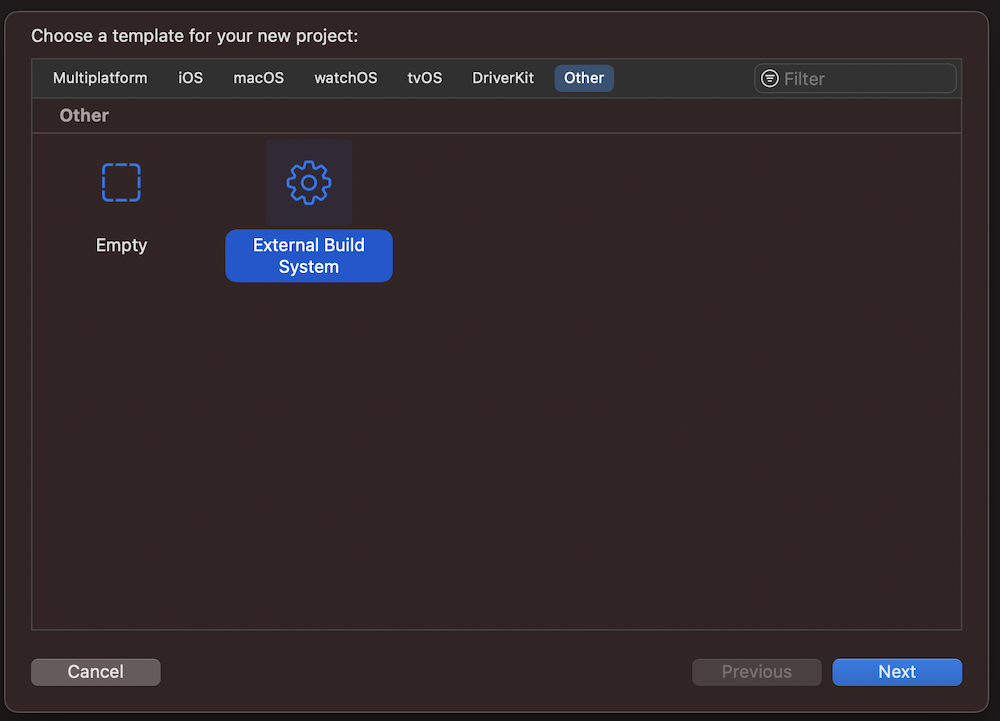 Choose a template for your new project:
Multiplatform iOS macOS watchOS tvOS DriverKit Other Filter
Other
Empty
External Build
System
Cancel Previous Next